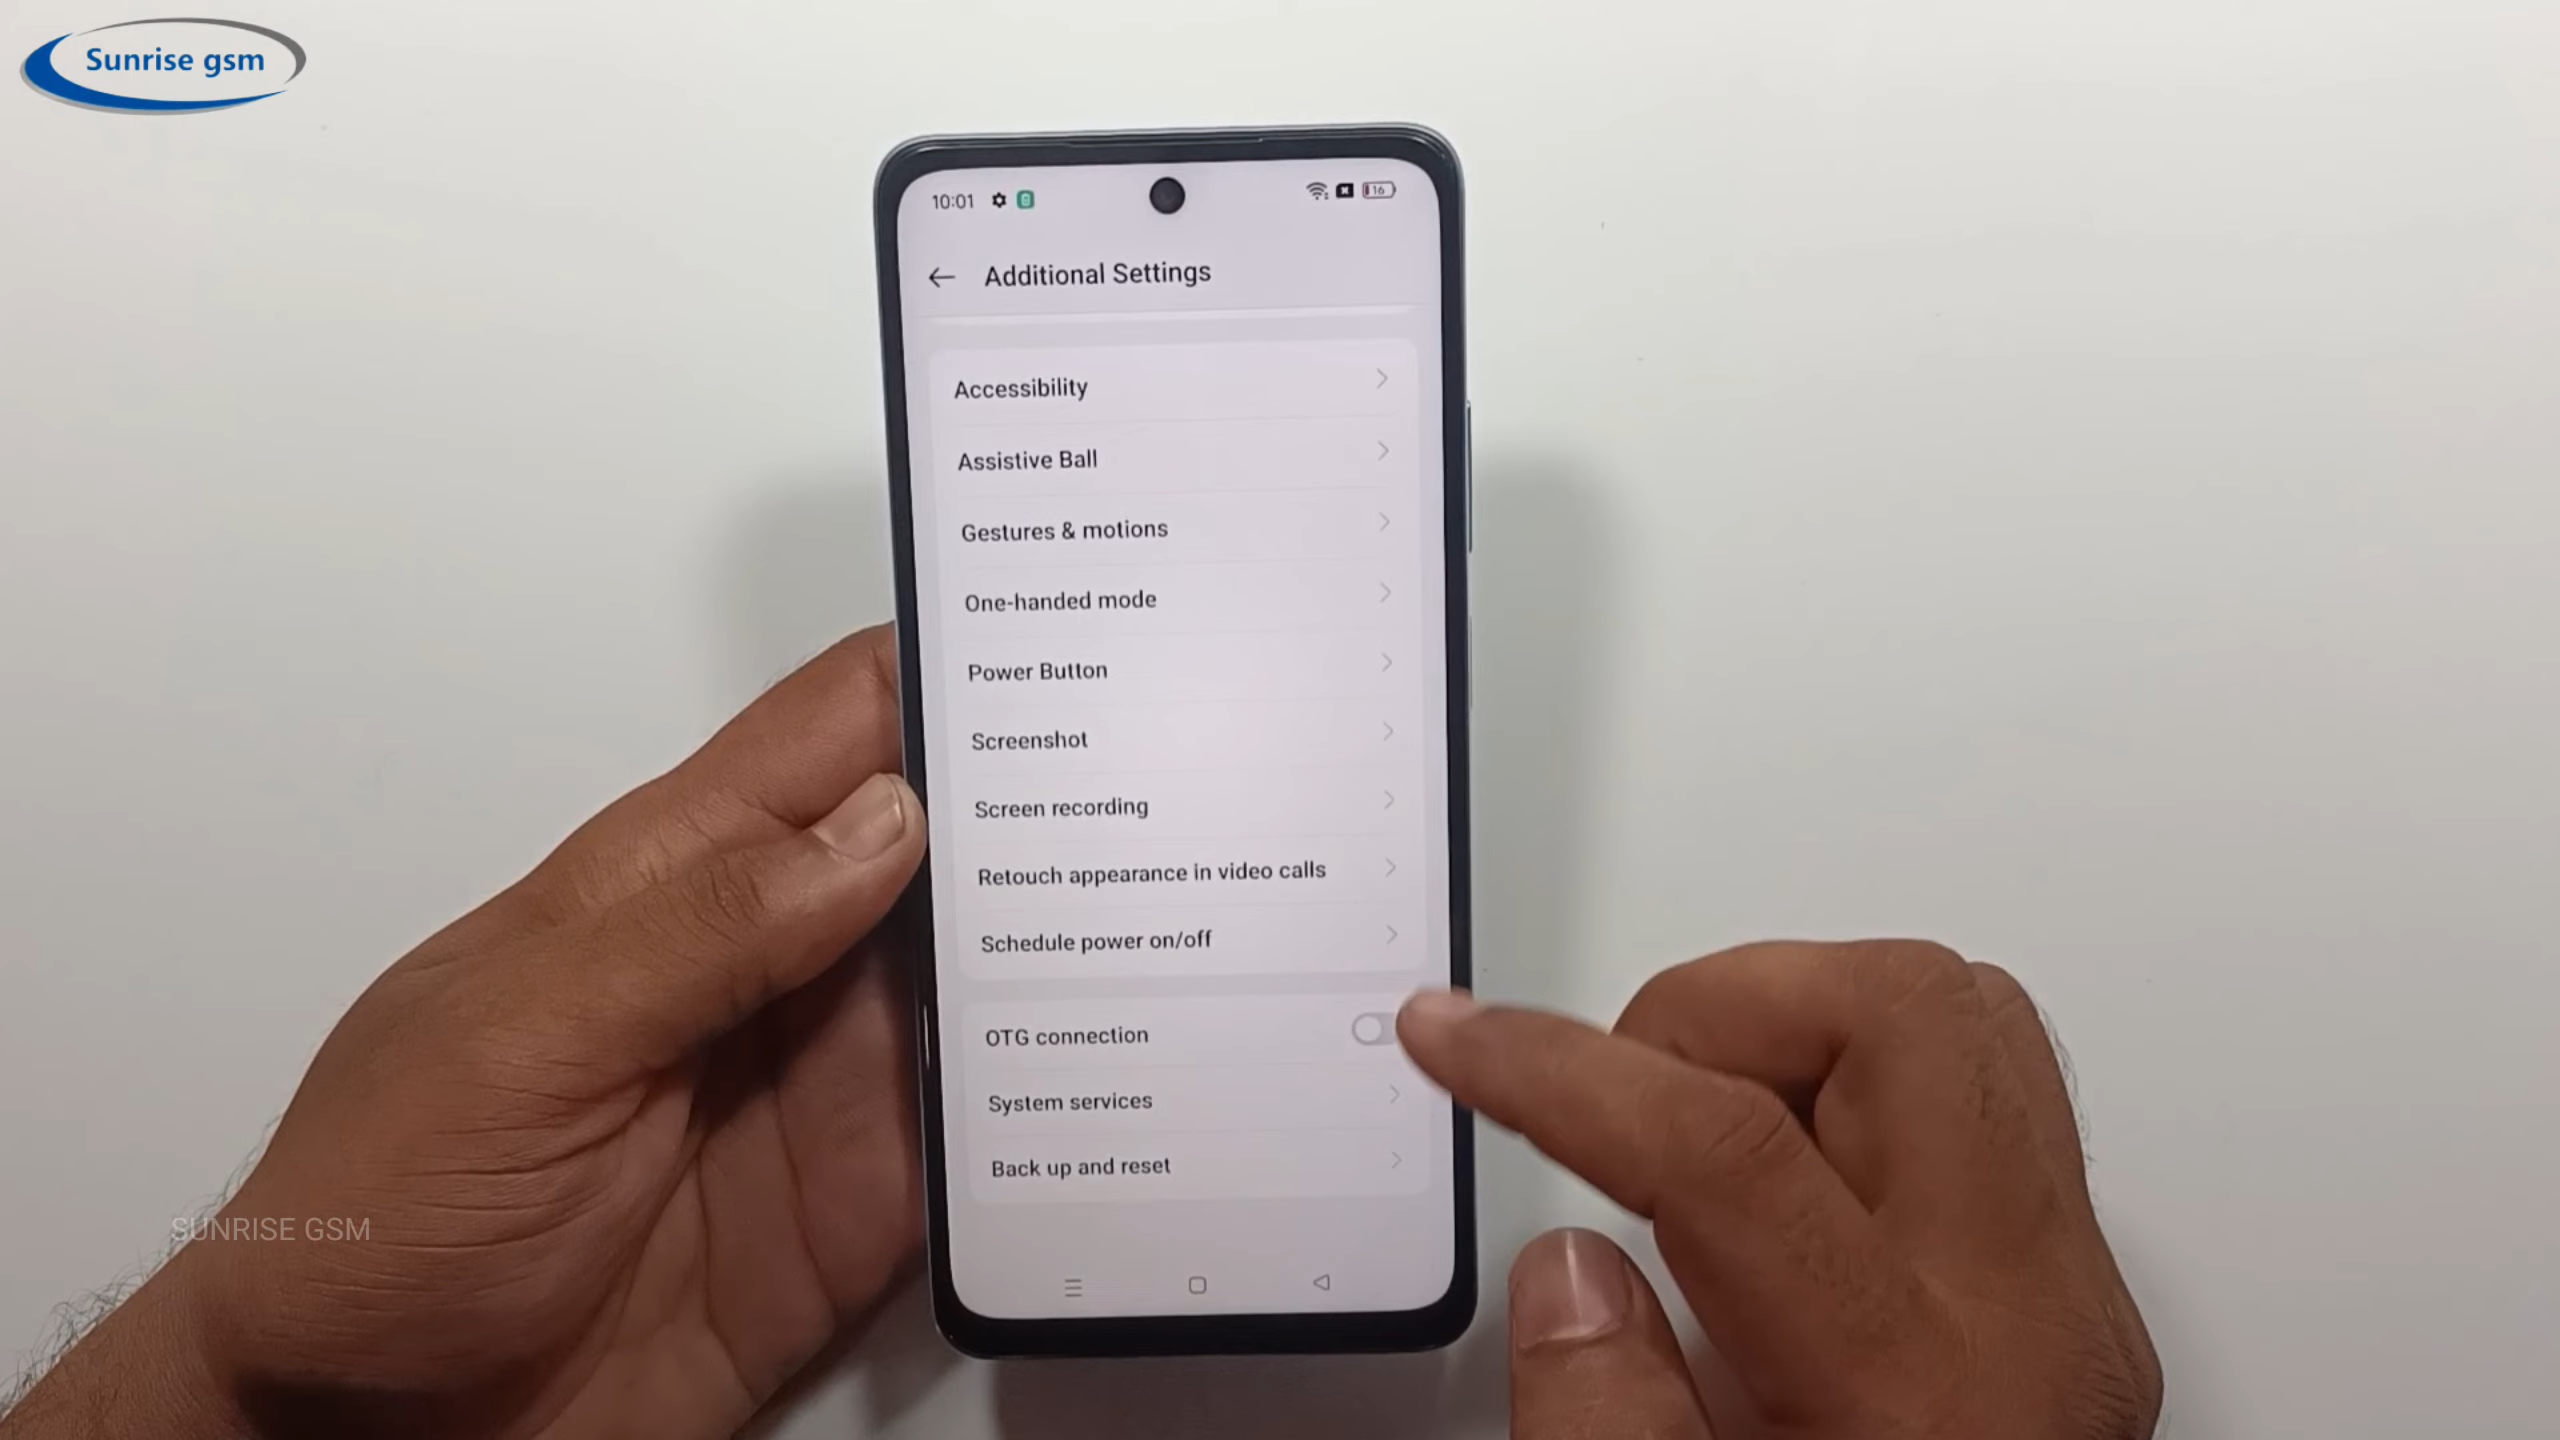 Sunrise gsm
10:01
16
Additional Settings
Accessibility
Assistive Ball
Gestures & motions
One-handed mode
Power Button
Screenshot
Screen recording
Retouch appearance in video calls
Schedule power on/off
OTG connection
System services
Back up and reset
SUNRISE GSM